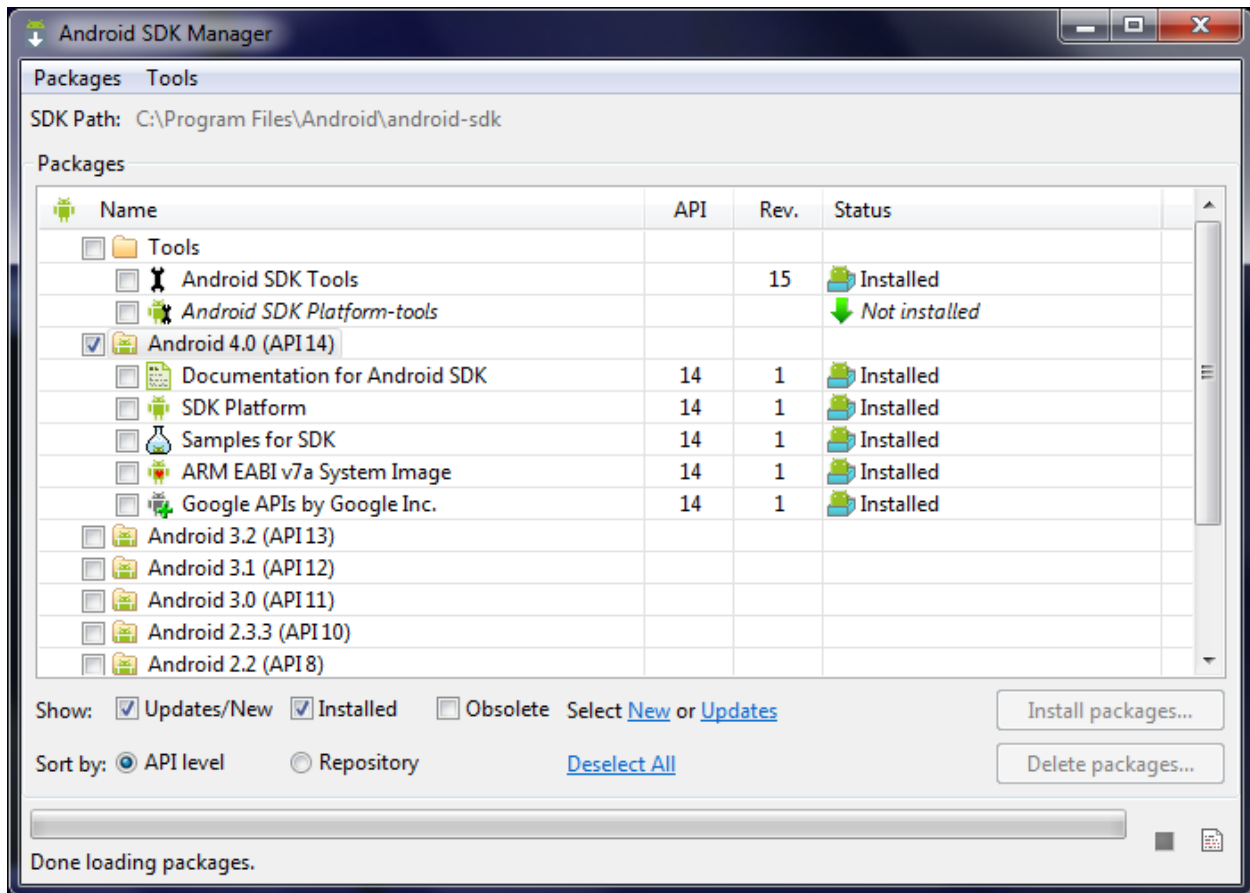 Android SDK Manager
Packages Tools
SDK Path: C:\Program Files\Android\android-sdk
Packages
Name API Rev. Status
Tools
Android SDK Tools 15 Installed
Android SDK Platform-tools Not installed
Android 4.0 (API 14)
Documentation for Android SDK 14 1 Installed
SDK Platform 14 1 Installed
Samples for SDK 14 1 Installed
ARM EABI v7a System Image 14 1 Installed
Google APIs by Google Inc. 14 1 Installed
Android 3.2 (API 13)
Android 3.1 (API 12)
Android 3.0 (API 11)
Android 2.3.3 (API 10)
Android 2.2 (API 8)
Show: Updates/New Installed Obsolete Select New or Updates Install packages...
Sort by: API level Repository Deselect All Delete packages...
Done loading packages.